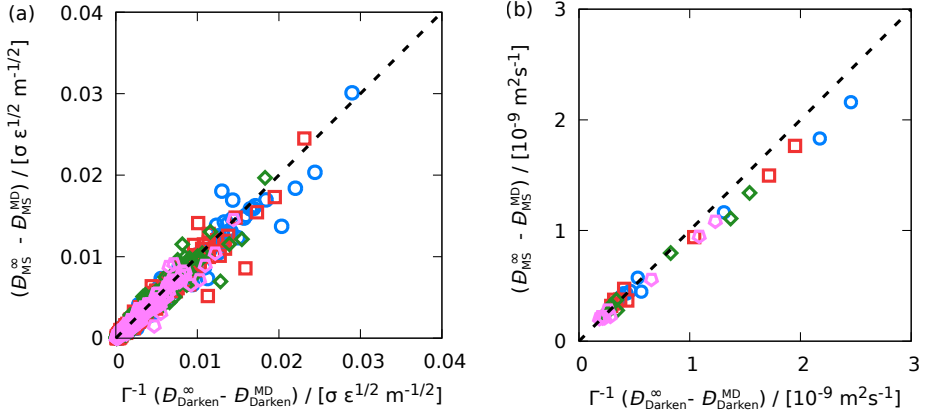 (a)
(Đ∞MS - ĐMDMS) / [σ ε1/2 m-1/2]
0.04
0.03
0.02
0.01
0
0 0.01 0.02 0.03 0.04
Γ-1 (Đ∞Darken- ĐMDDarken) / [σ ε1/2 m-1/2]
(b)
(Đ∞MS - ĐMDMS) / [10-9 m2s-1]
3
2
1
0
0 1 2 3
Γ-1 (Đ∞Darken- ĐMDDarken) / [10-9 m2s-1]